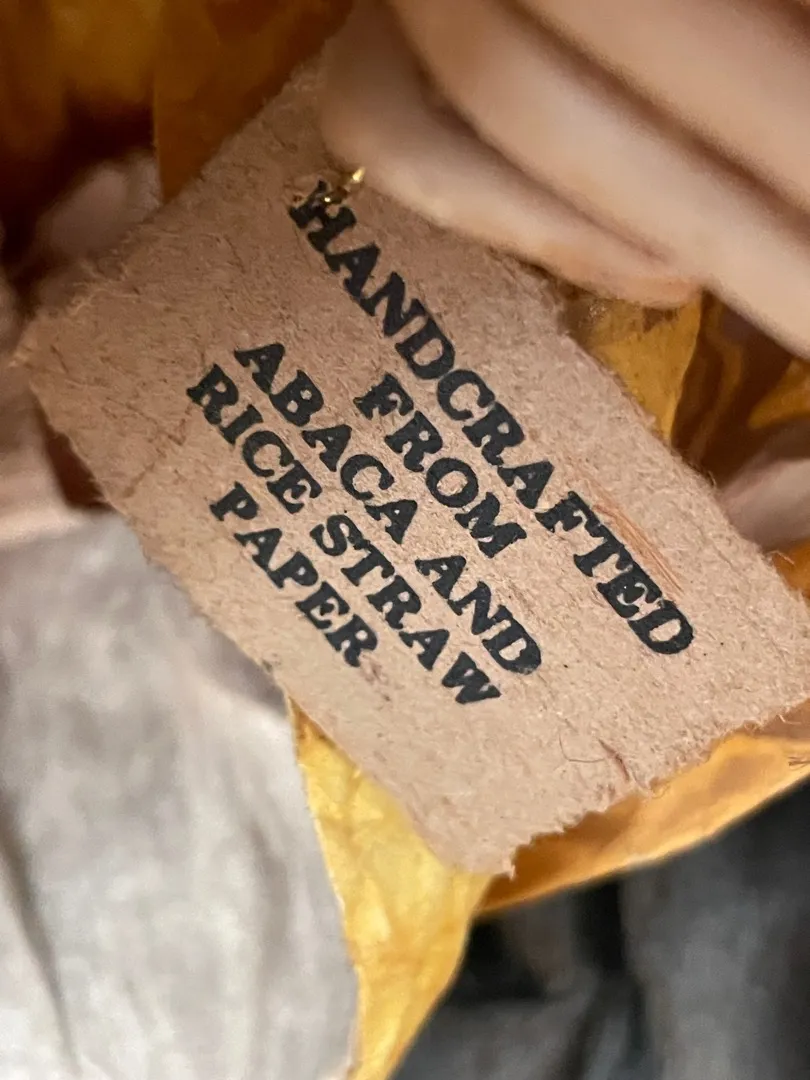 HANDCRAFTED
FROM
ABACA AND
RICE STRAW
PAPER